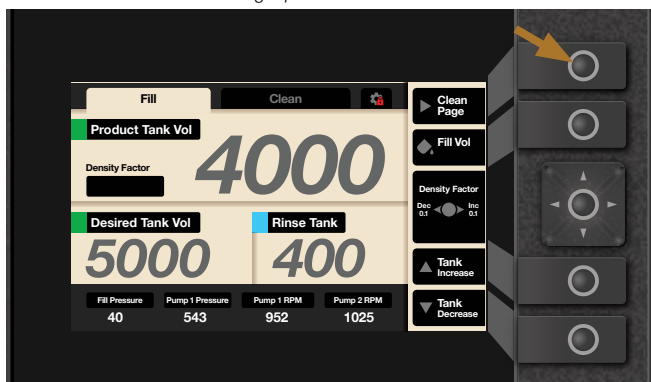 Fill
Clean
Product Tank Vol
4000
Density Factor
Desired Tank Vol
5000
Rinse Tank
400
Fill Pressure
40
Pump 1 Pressure
543
Pump 1 RPM
952
Pump 2 RPM
1025
Clean
Page
Fill Vol
Density Factor
Dec
0.1
Inc
0.1
Tank
Increase
Tank
Decrease